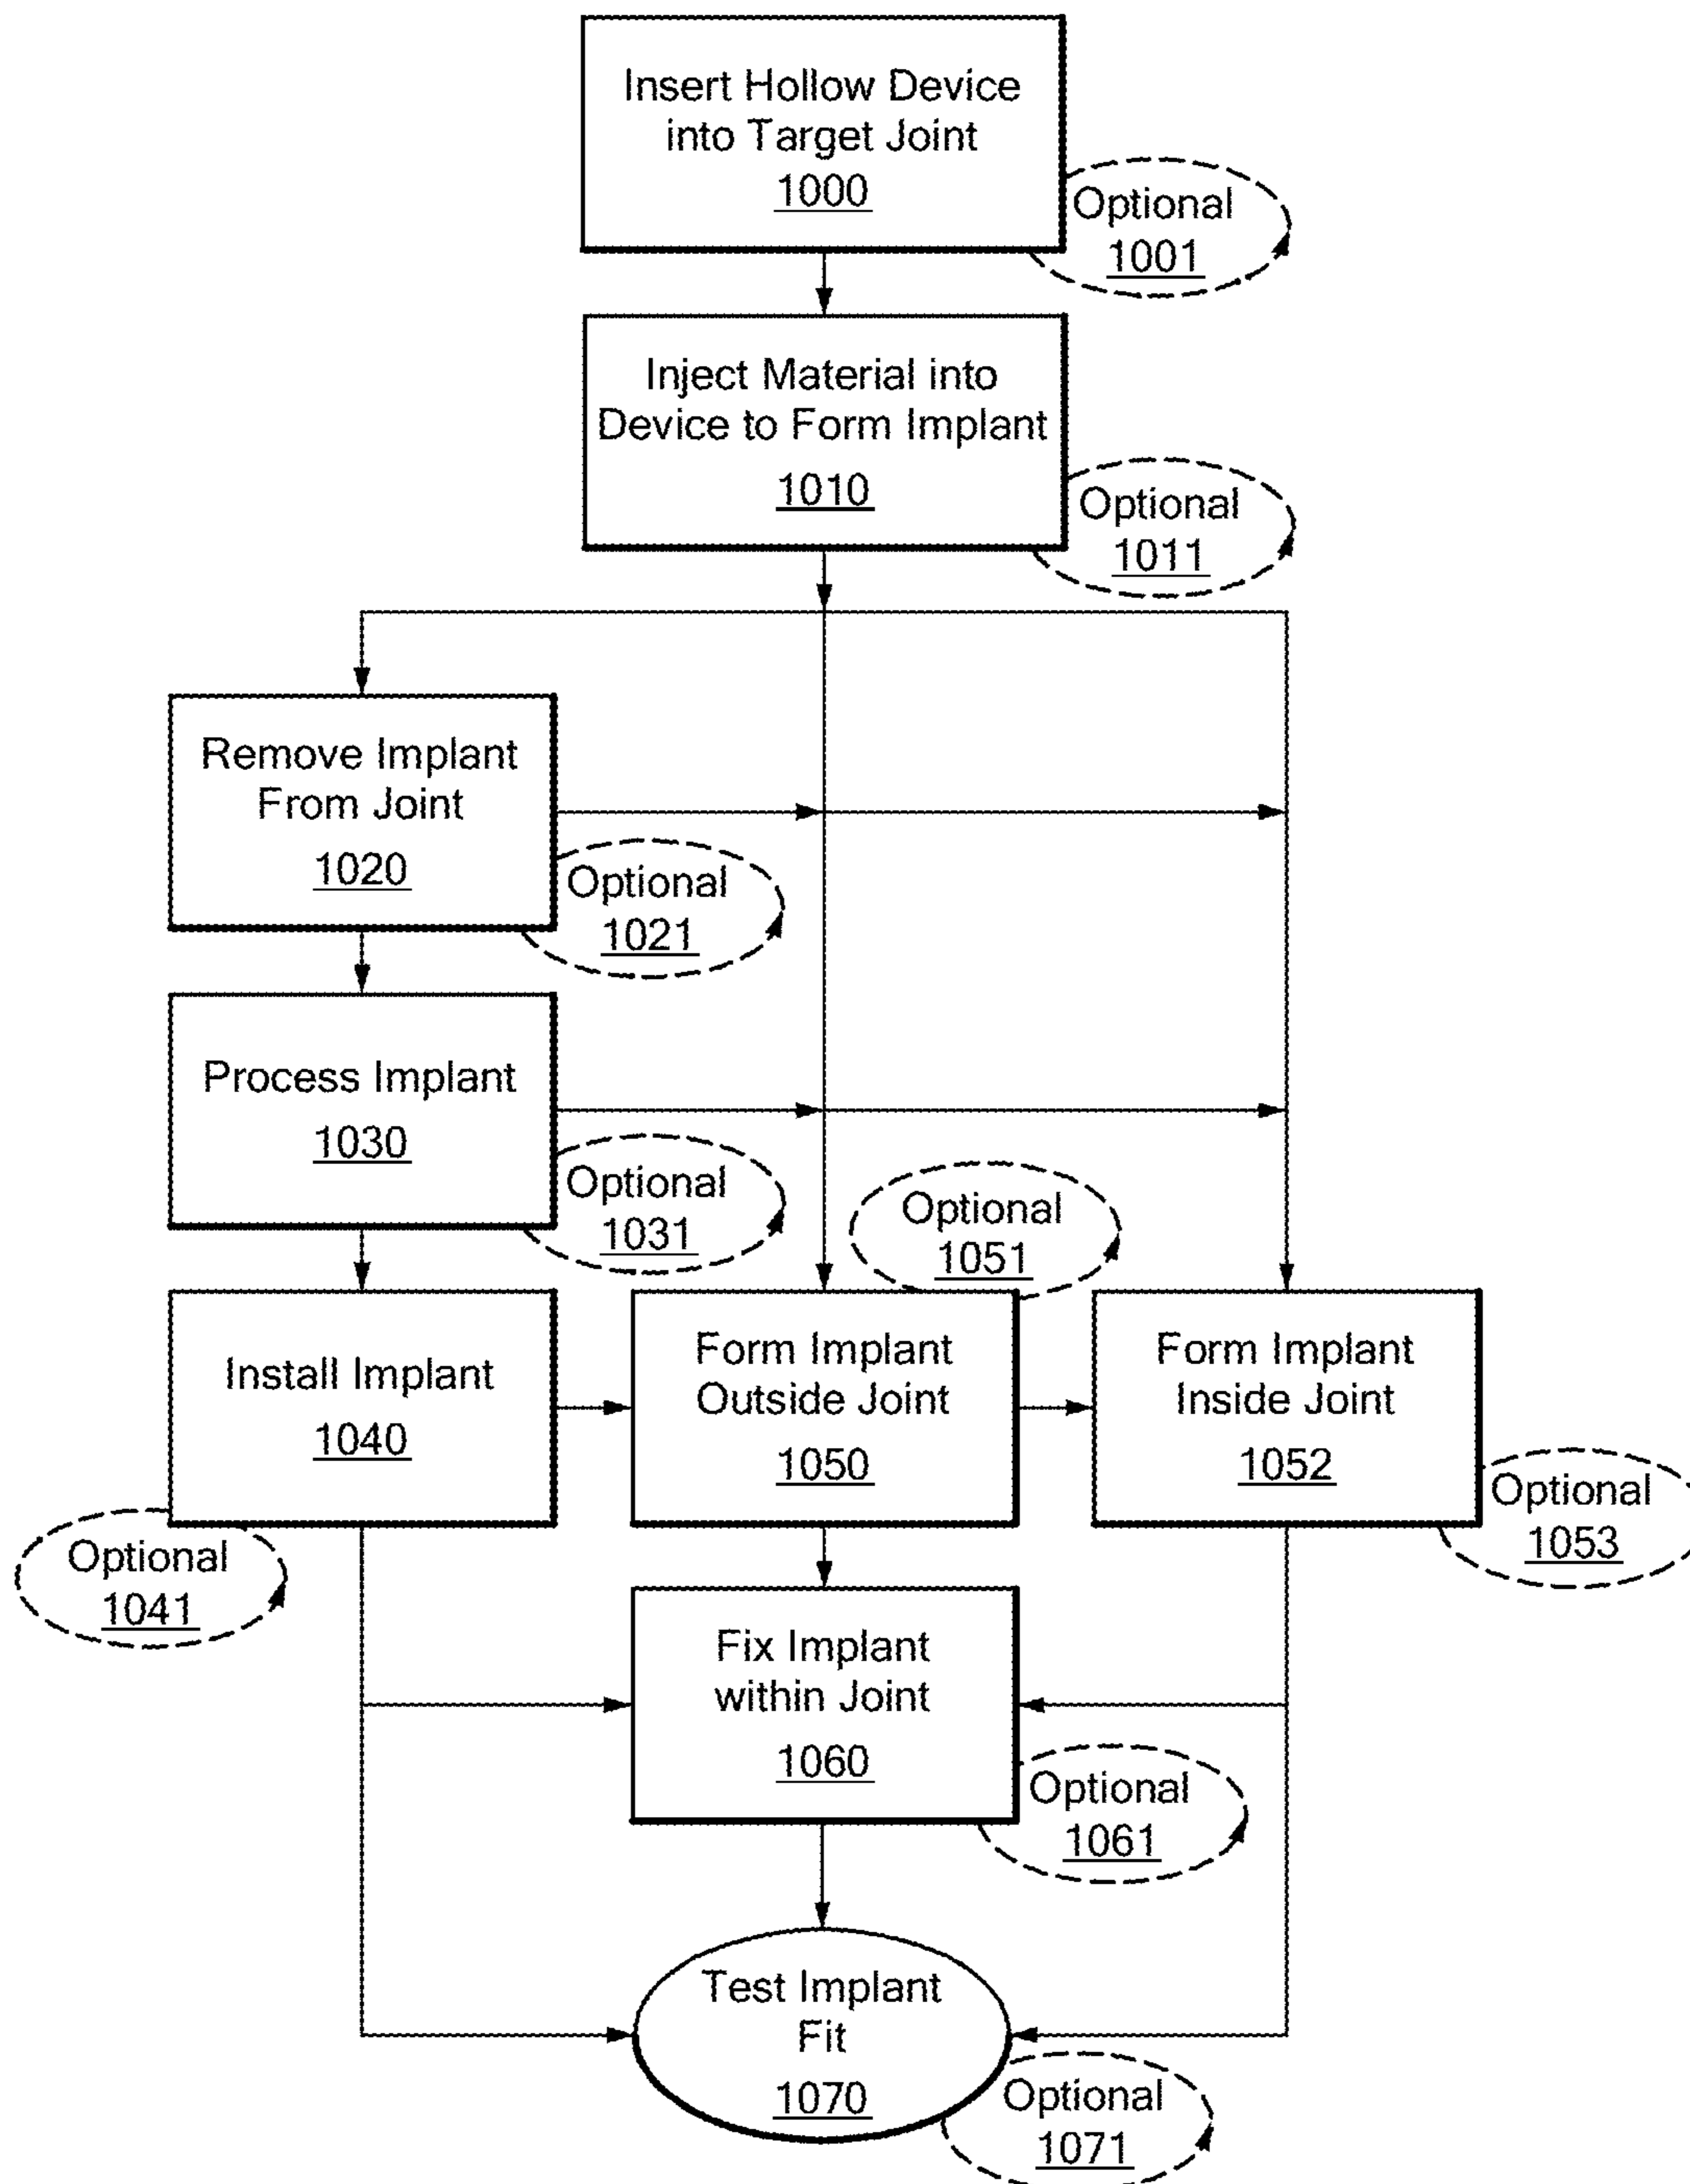 Insert Hollow Device
into Target Joint
1000
Optional
1001
Inject Material into
Device to Form Implant
1010
Optional
1011
Remove Implant
From Joint
1020
Optional
1021
Process Implant
1030
Optional
1031
Optional
1051
Install Implant
1040
Optional
1041
Form Implant
Outside Joint
1050
Form Implant
Inside Joint
1052
Optional
1053
Fix Implant
within Joint
1060
Optional
1061
Test Implant
Fit
1070
Optional
1071